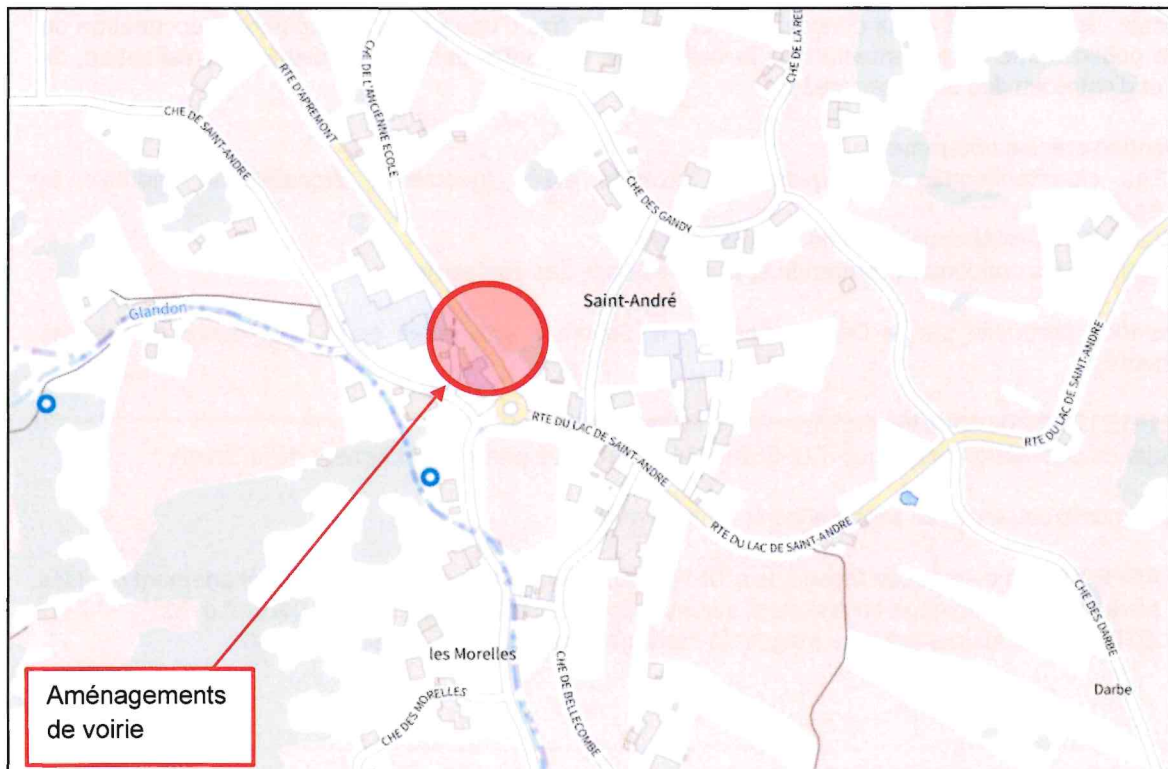 RTE D'APREMONT
CHE DE L'ANCIENNE ECOLE
CHE DE LA RED
CHE DE SAINT-ANDRE
CHE DES GANDY
Glandon
Saint-André
RTE DU LAC DE SAINT-ANDRE
RTE DU LAC DE SAINT-ANDRE
RTE DU LAC DE SAINT-ANDRE
les Morelles
CHE DES MORELLES
CHE DE BELLECOMBE
CHE DES DARBE
Darbe
Aménagements
de voirie